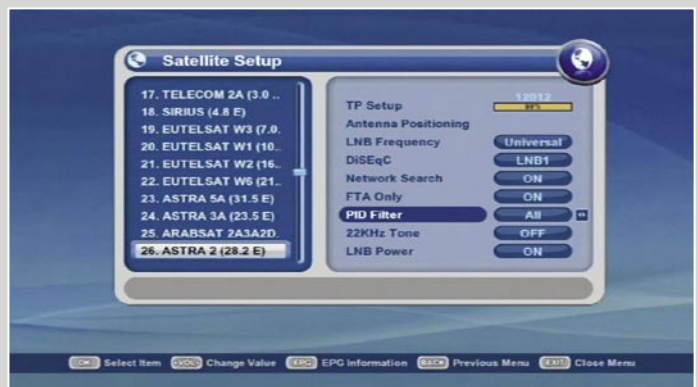 Satellite Setup
17. TELECOM 2A (3.0 ..
18. SIRIUS (4.8 E)
19. EUTELSAT W3 (7.0.
20. EUTELSAT W1 (10..
21. EUTELSAT W2 (16..
22. EUTELSAT W6 (21..
23. ASTRA 5A (31.5 E)
24. ASTRA 3A (23.5 E)
25. ARABSAT 2A3A2D.
26. ASTRA 2 (28.2 E)
12012
TP Setup
Antenna Positioning
LNB Frequency Universal
DiSEqC LNB1
Network Search ON
FTA Only ON
PID Filter All
22KHz Tone OFF
LNB Power ON
OK Select Item VOL Change Value EPG EPG Information BACK Previous Menu EXIT Close Menu